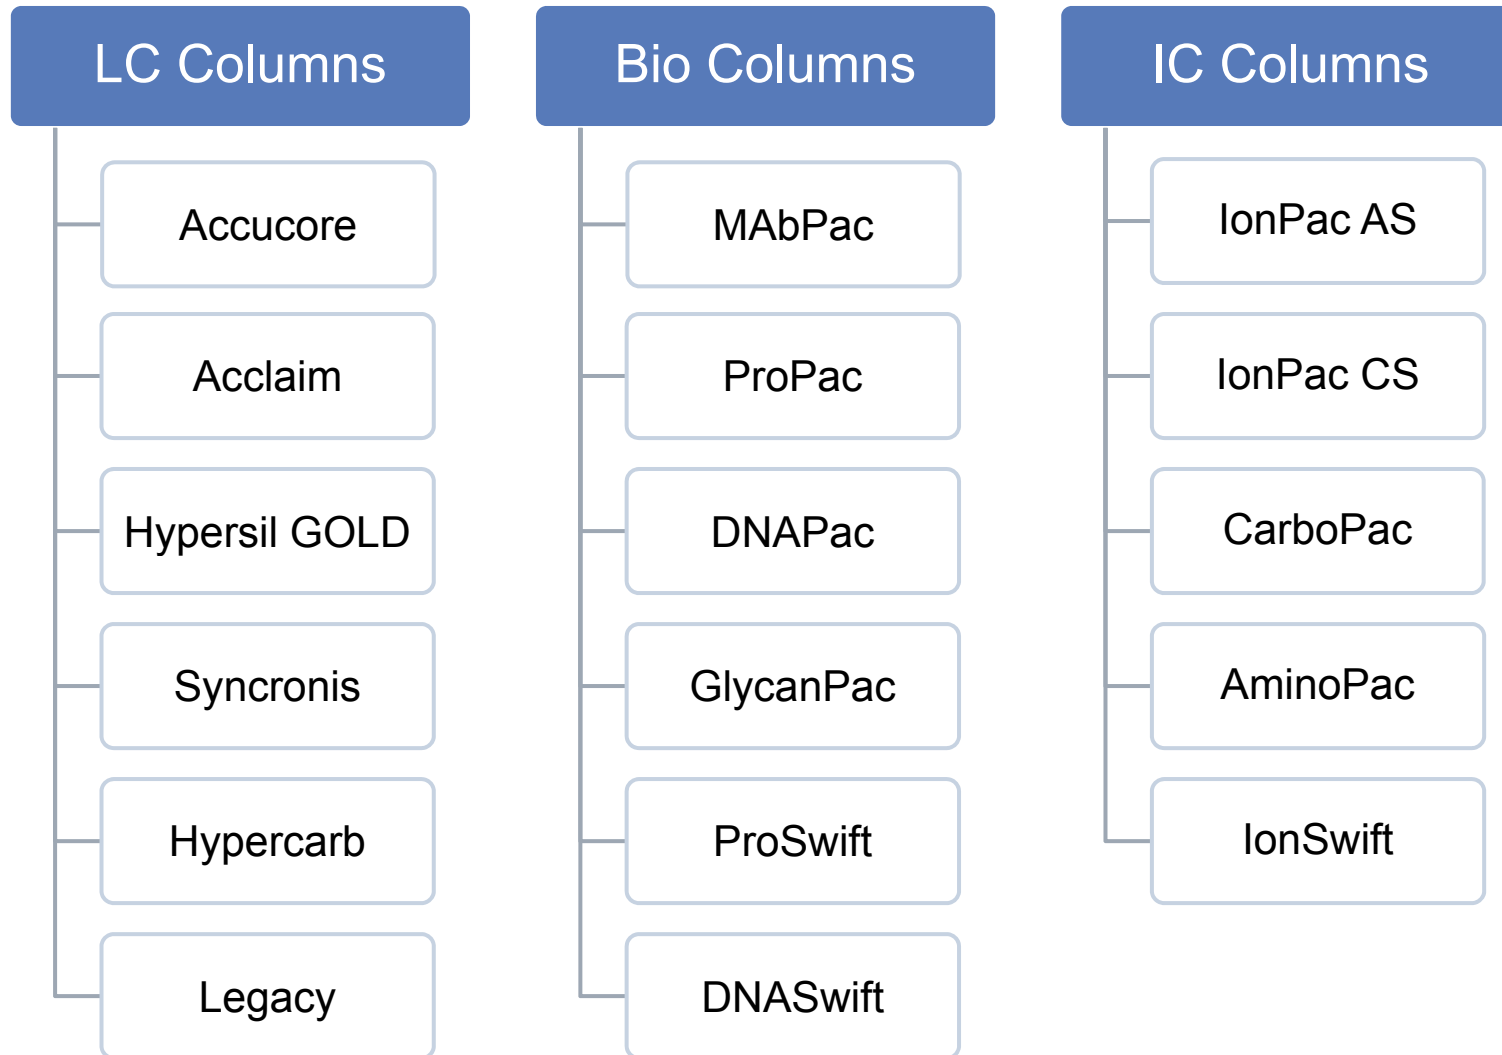 LC Columns
Accucore
Acclaim
Hypersil GOLD
Syncronis
Hypercarb
Legacy
Bio Columns
MAbPac
ProPac
DNAPac
GlycanPac
ProSwift
DNASwift
IC Columns
IonPac AS
IonPac CS
CarboPac
AminoPac
IonSwift